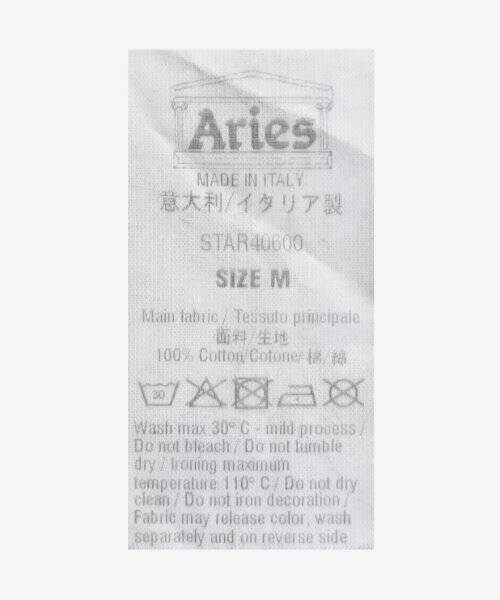 Aries
MADE IN ITALY
意大利/イタリア製
STAR40600
SIZE M
Main fabric / Tessuto principale
面料/生地
100% Cotton/Cotone/ 棉/綿
30
Wash max 30° C - mild process /
Do not bleach / Do not tumble
dry / Ironing maximum
temperature 110° C / Do not dry
clean / Do not iron decoration /
Fabric may release color, wash
separately and on reverse side